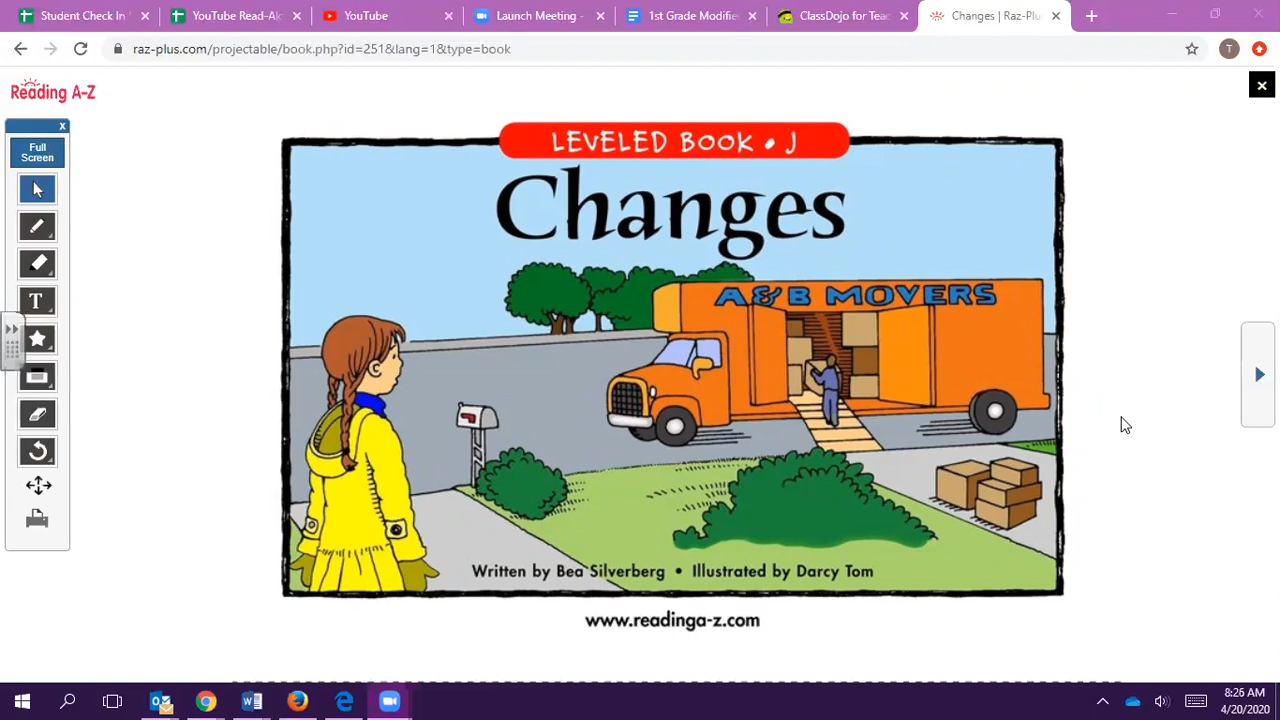 Student Check In
YouTube Read-Al
YouTube
Launch Meeting -
1st Grade Modifie
ClassDojo for Teac
Changes | Raz-Plu
raz-plus.com/projectable/book.php?id=251&lang=1&type=book
T
Reading A-Z
x
Full
Screen
T
LEVELED BOOK • J
Changes
A & B MOVERS
Written by Bea Silverberg • Illustrated by Darcy Tom
www.readinga-z.com
8:26 AM
4/20/2020